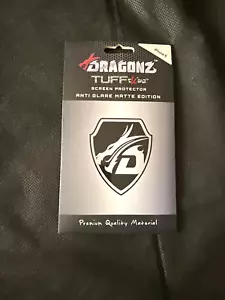 DRAGONZ
TUFF
SCREEN PROTECTOR
ANTI GLARE MATTE EDITION
D
Premium Quality Material